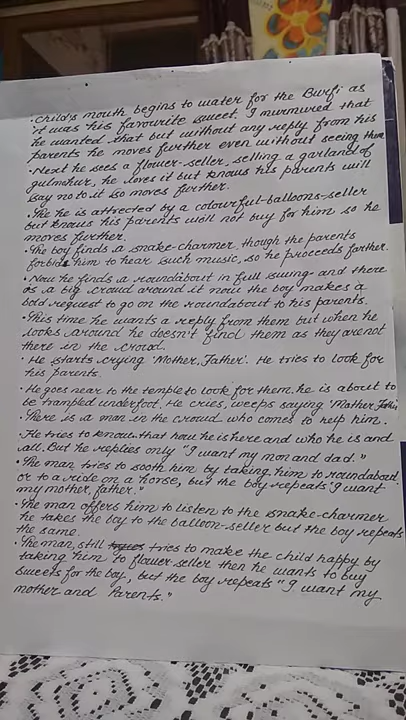 ·Child's mouth begins to water for the Burfi as
it was his favourite sweet. I murmured that
he wanted that but without any reply from his
parents he moves further even without seeing them
·Next he sees a flower-seller, selling a garland of
gulmohur, he loves it but knows his parents will
say no to it so moves further.
·The he is attrected by a colourful-balloons-seller
but knows his parents will not buy for him so he
moves further.
·The boy finds a snake-charmer, though the parents
forbid him to hear such music, so he proceeds farther.
·Now he finds a roundabout in full swing and there
is a big crowd around it now the boy makes a
bold request to go on the roundabout to his parents.
·This time he wants a reply from them but when he
looks around he doesn't find them as they are not
there in the crowd.
· He starts crying 'Mother, Father'. He tries to look for
his parents.
·He goes near to the temple to look for them. he is about to
be trampled underfoot. He cries, weeps saying 'Mother, Father
·There is a man in the crowd who comes to help him.
·He tries to know that how he is here and who he is and
all. But he replies only "I want my mom and dad."
·The man tries to sooth him by taking him to roundabout
or to a ride on a horse, but the boy repeats "I want
my mother, father."
·The man offers him to listen to the snake-charmer
he takes the boy to the balloon-seller but the boy repeats
the same.
·The man, still tries to make the child happy by
taking him to flower seller then he wants to buy
sweets for the boy, but the boy repeats "I want my
mother and Parents."